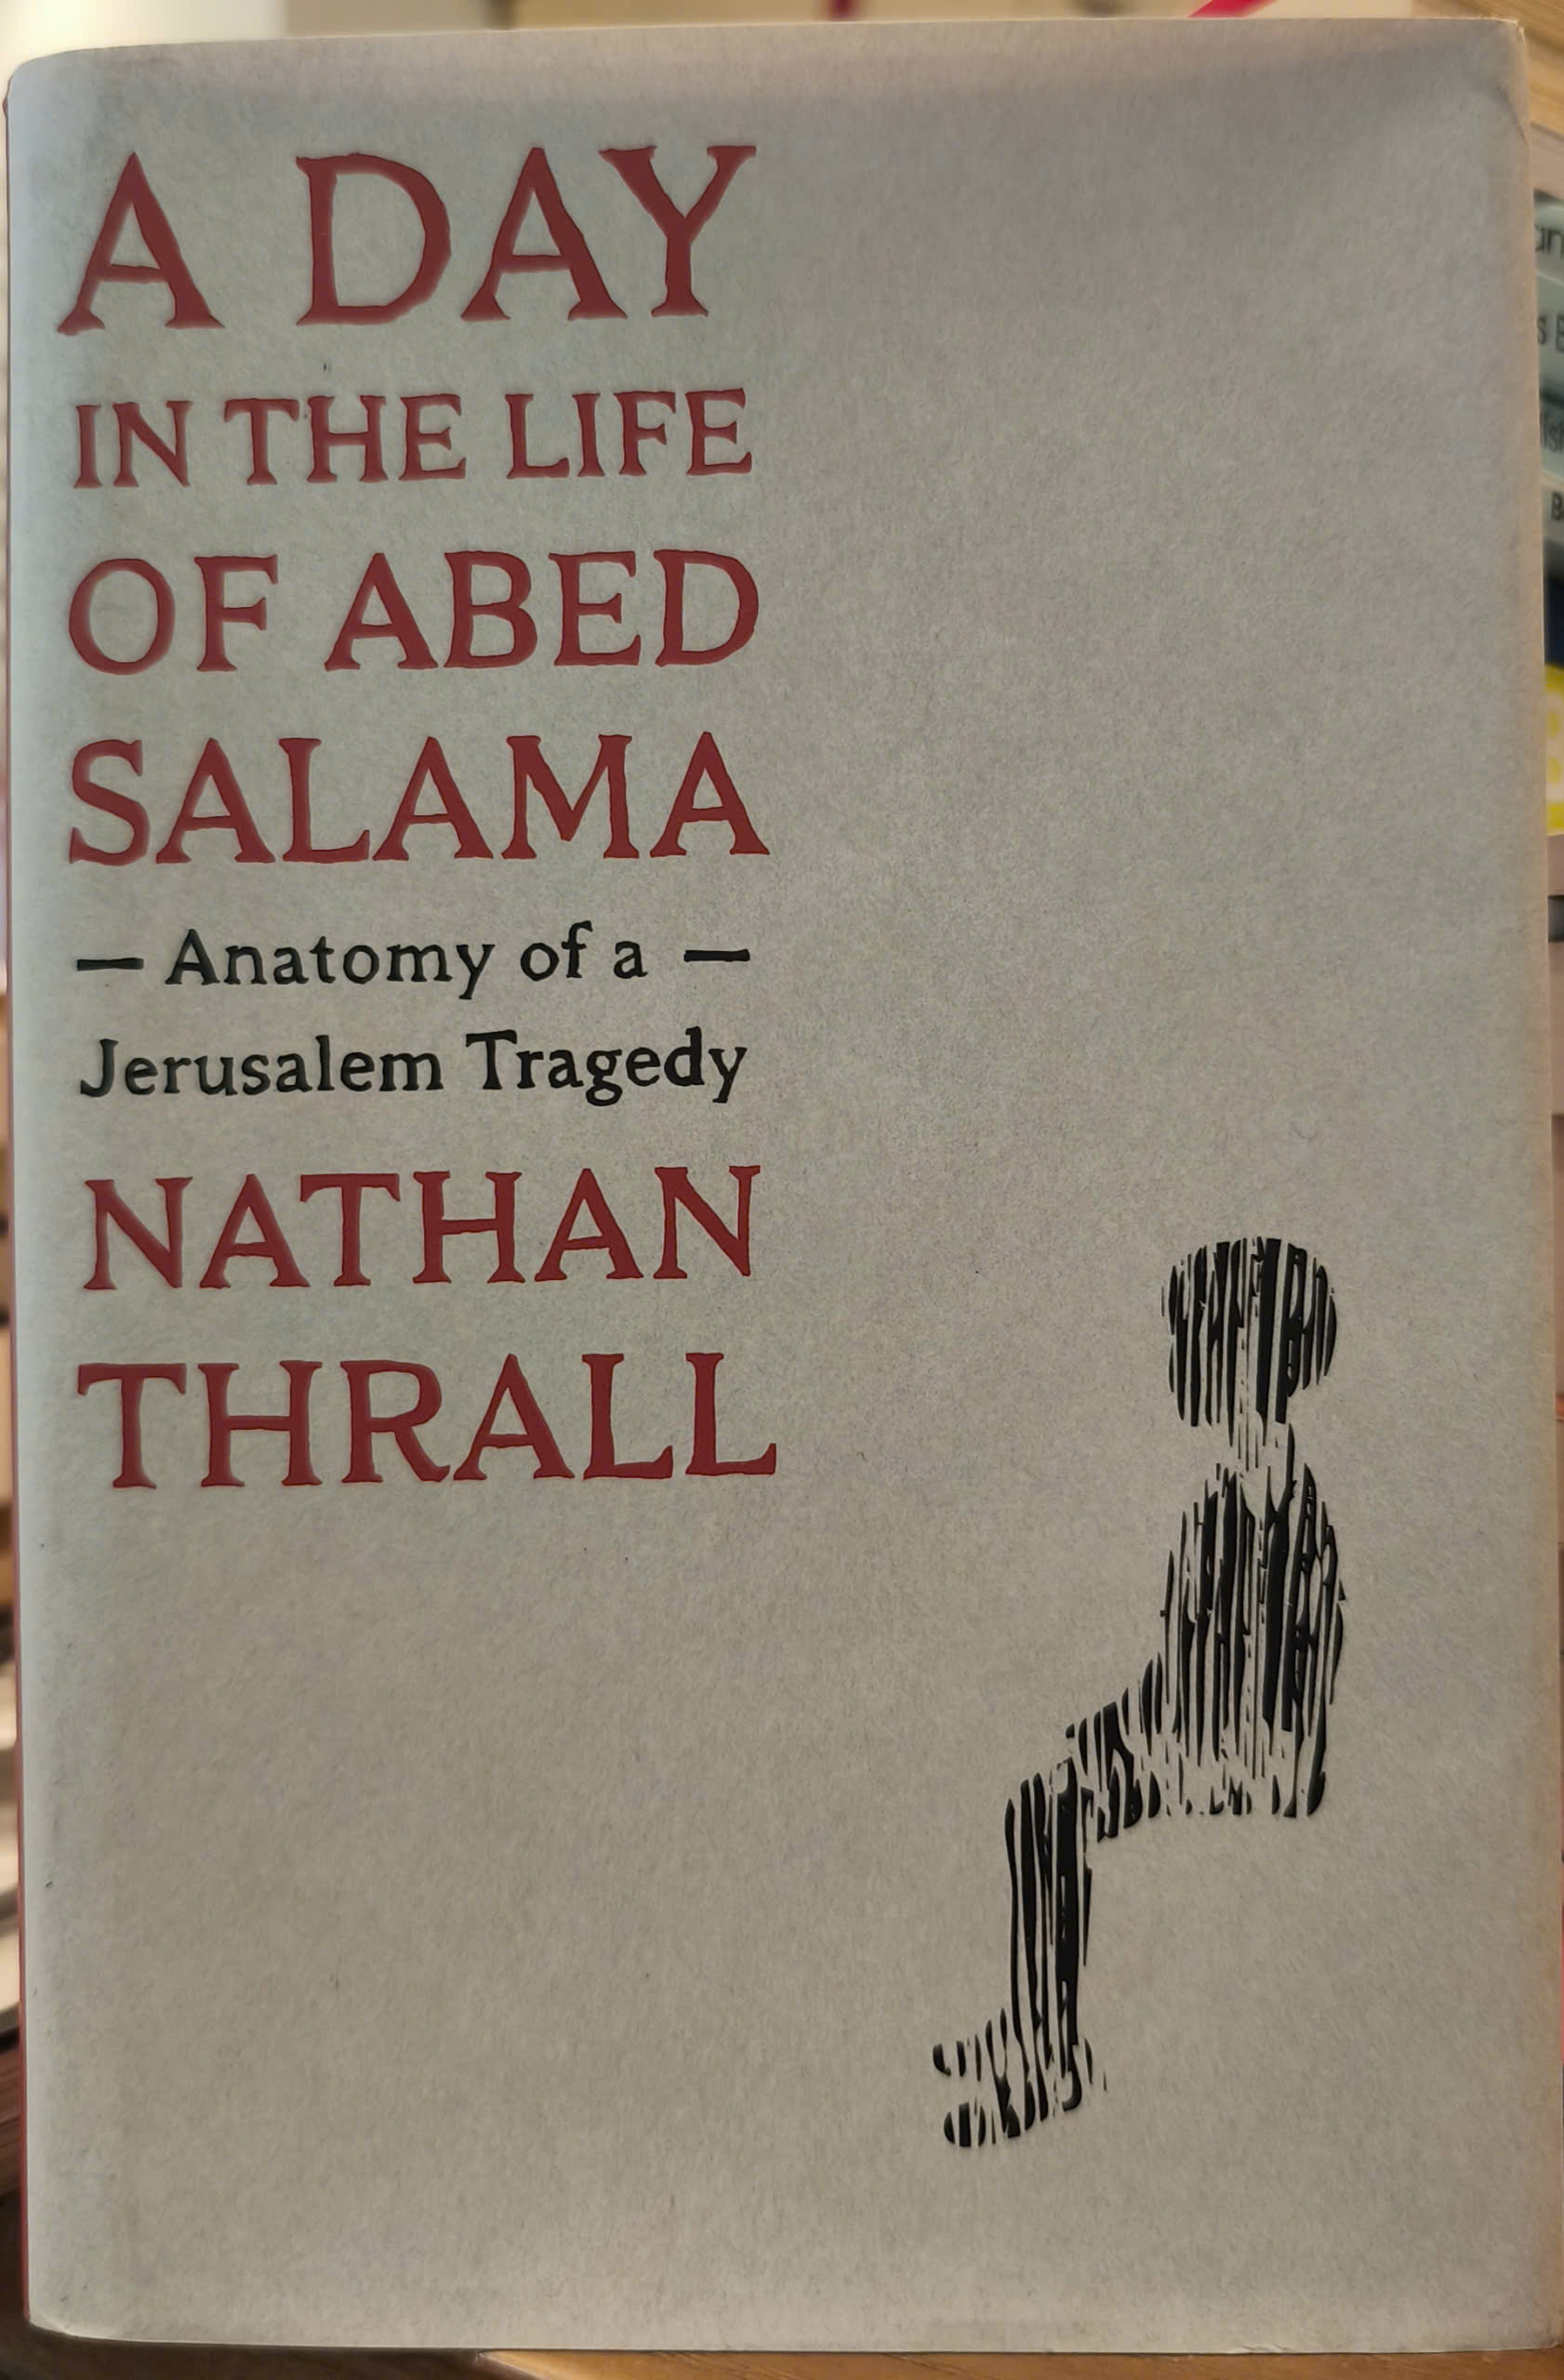 A DAY
IN THE LIFE
OF ABED
SALAMA
— Anatomy of a —
Jerusalem Tragedy
NATHAN
THRALL